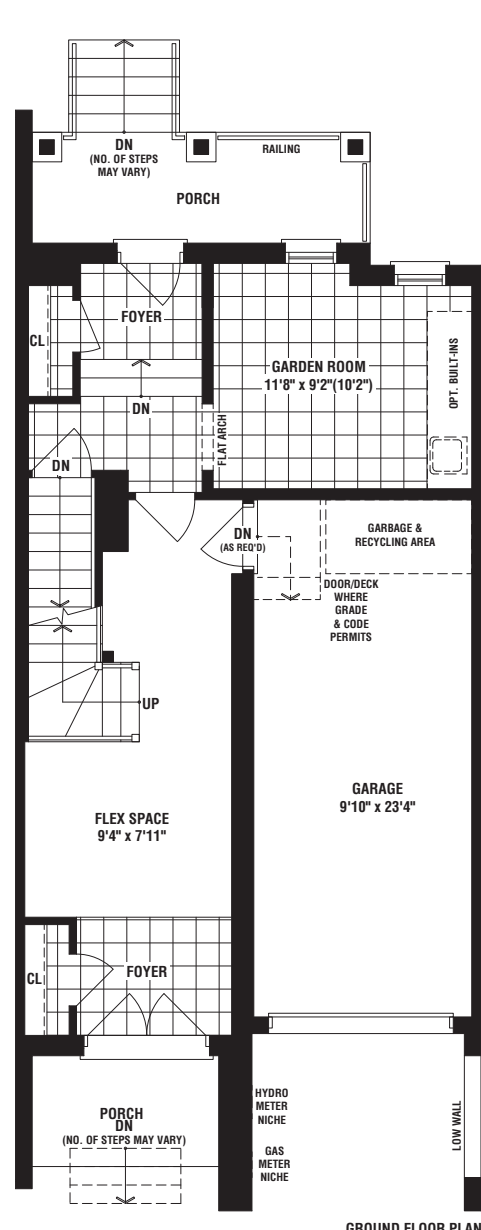 DN
(NO. OF STEPS
MAY VARY)
RAILING
PORCH
FOYER
CL
GARDEN ROOM
11'8" x 9'2"(10'2")
OPT. BUILT-INS
DN
FLAT ARCH
DN
DN
(AS REQ'D)
GARBAGE &
RECYCLING AREA
DOOR/DECK
WHERE
GRADE
& CODE
PERMITS
UP
GARAGE
9'10" x 23'4"
FLEX SPACE
9'4" x 7'11"
CL
FOYER
PORCH
DN
(NO. OF STEPS MAY VARY)
HYDRO
METER
NICHE
GAS
METER
NICHE
LOW WALL
GROUND FLOOR PLAN